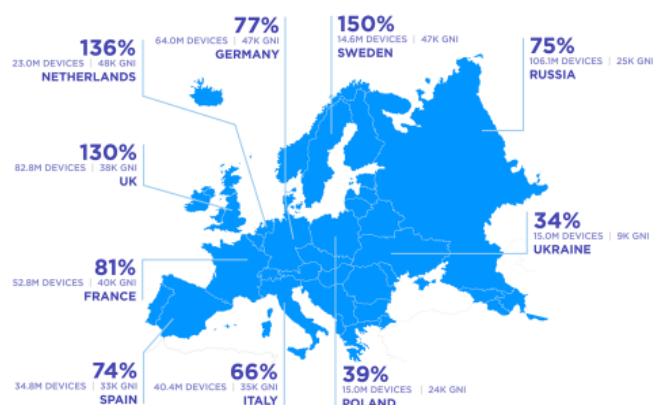 77%
64.0M DEVICES | 47K GNI
GERMANY
150%
14.6M DEVICES | 47K GNI
SWEDEN
136%
23.0M DEVICES | 48K GNI
NETHERLANDS
75%
106.1M DEVICES | 25K GNI
RUSSIA
130%
82.8M DEVICES | 38K GNI
UK
34%
15.0M DEVICES | 9K GNI
UKRAINE
81%
52.8M DEVICES | 40K GNI
FRANCE
74%
34.8M DEVICES | 33K GNI
SPAIN
66%
40.4M DEVICES | 35K GNI
ITALY
39%
15.0M DEVICES | 24K GNI
POLAND